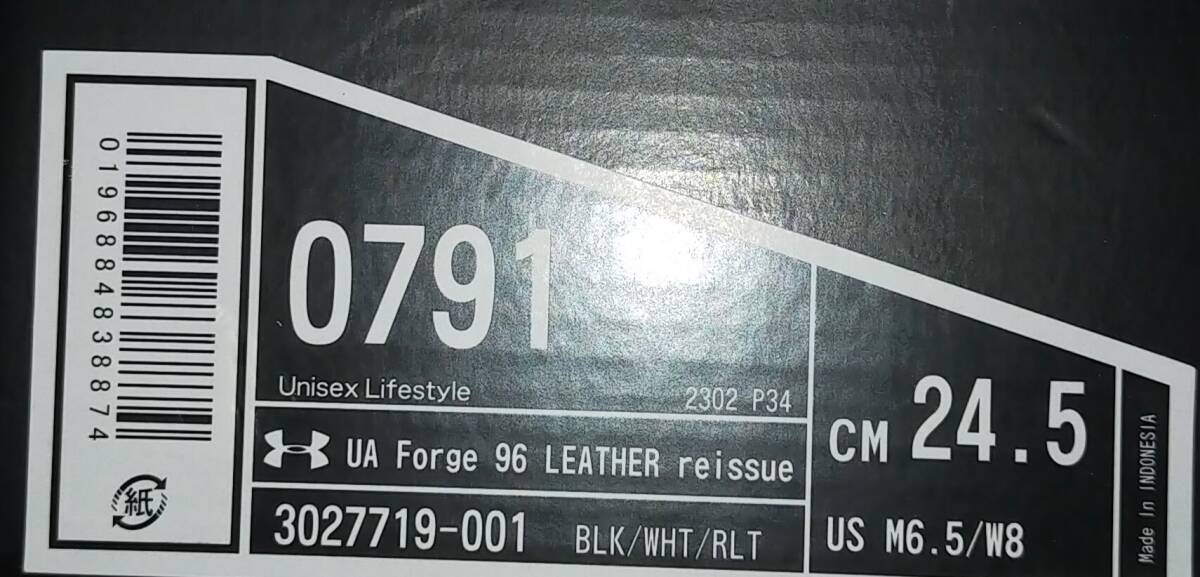 0196884838874
紙
0791
Unisex Lifestyle
2302 P34
UA Forge 96 LEATHER reissue
3027719-001 BLK/WHT/RLT
CM 24.5
US M6.5/W8
Made In INDONESIA